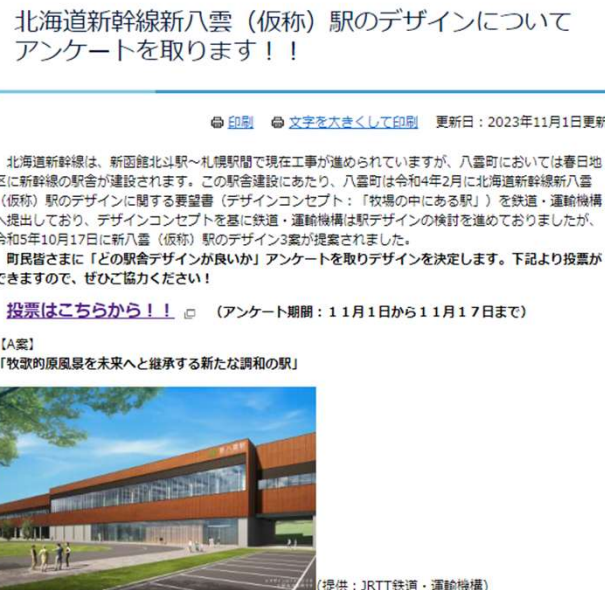 北海道新幹線新八雲（仮称）駅のデザインについて
アンケートを取ります！！
印刷 文字を大きくして印刷 更新日：2023年11月1日更新
北海道新幹線は、新函館北斗駅～札幌駅間で現在工事が進められていますが、八雲町においては春日地
区に新幹線の駅舎が建設されます。この駅舎建設にあたり、八雲町は令和4年2月に北海道新幹線新八雲
（仮称）駅のデザインに関する要望書（デザインコンセプト：「牧場の中にある駅」）を鉄道・運輸機構
へ提出しており、デザインコンセプトを基に鉄道・運輸機構は駅デザインの検討を進めておりましたが、
令和5年10月17日に新八雲（仮称）駅のデザイン3案が提案されました。
町民皆さまに「どの駅舎デザインが良いか」アンケートを取りデザインを決定します。下記より投票が
できますので、ぜひご協力ください！
投票はこちらから！！ （アンケート期間：１１月１日から１１月１７日まで）
【A案】
「牧歌的原風景を未来へと継承する新たな調和の駅」
新八雲駅
(提供：JRTT鉄道・運輸機構)